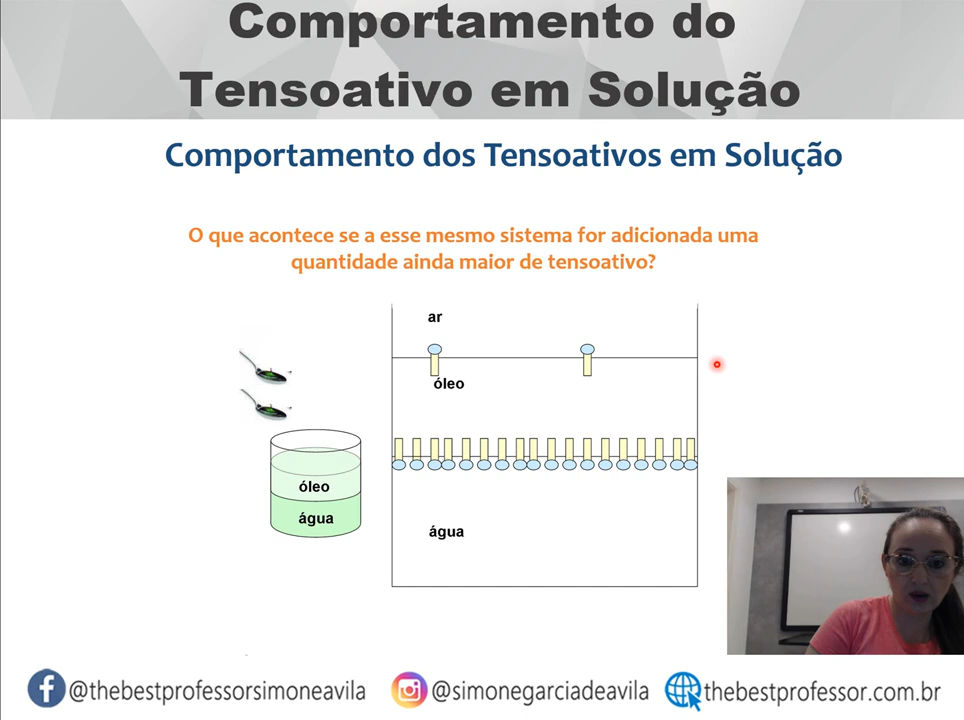 Comportamento do
Tensoativo em Solução
Comportamento dos Tensoativos em Solução
O que acontece se a esse mesmo sistema for adicionada uma
quantidade ainda maior de tensoativo?
ar
óleo
óleo
água
água
@thebestprofessorsimoneavila @simonegarciadeavila thebestprofessor.com.br